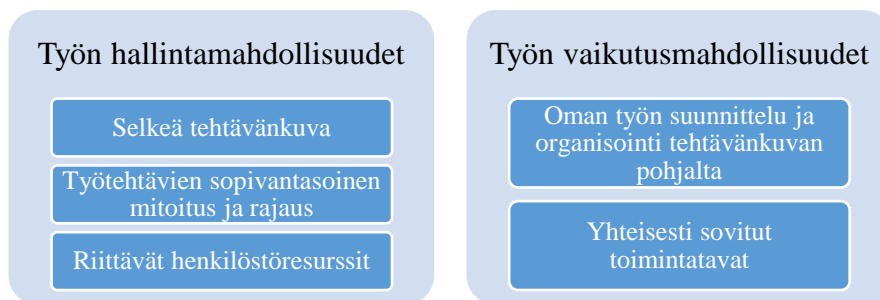 Työn hallintamahdollisuudet
Selkeä tehtävänkuva
Työtehtävien sopivantasoinen
mitoitus ja rajaus
Riittävät henkilöstöresurssit
Työn vaikutusmahdollisuudet
Oman työn suunnittelu ja
organisointi tehtävänkuvan
pohjalta
Yhteisesti sovitut
toimintatavat